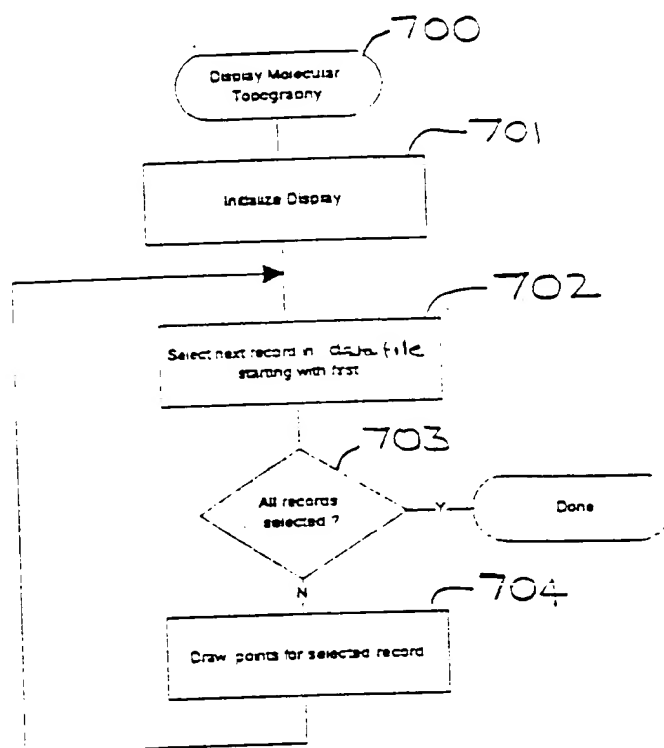 700
Display Molecular
Topography
701
Initialize Display
702
Select next record in data file
starting with first
703
All records
selected ?
Y
Done
N
704
Draw points for selected record